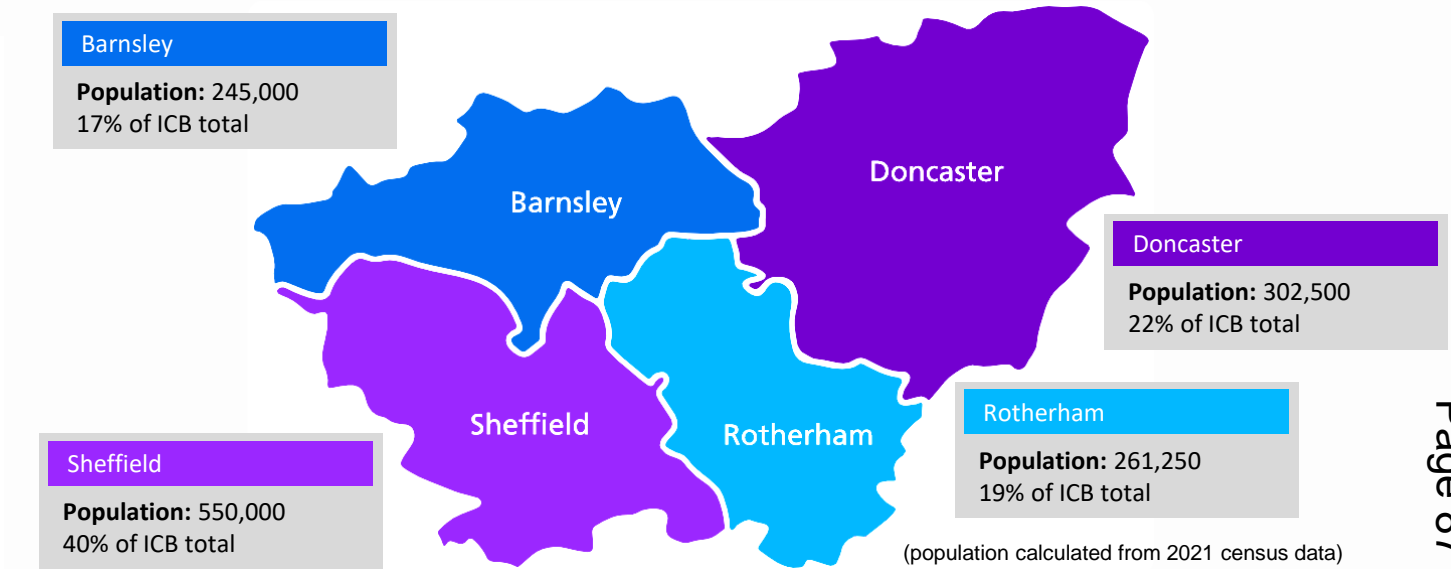 Barnsley
Population: 245,000
17% of ICB total
Barnsley
Doncaster
Doncaster
Population: 302,500
22% of ICB total
Sheffield
Rotherham
Rotherham
Population: 261,250
19% of ICB total
Sheffield
Population: 550,000
40% of ICB total
(population calculated from 2021 census data)
Page